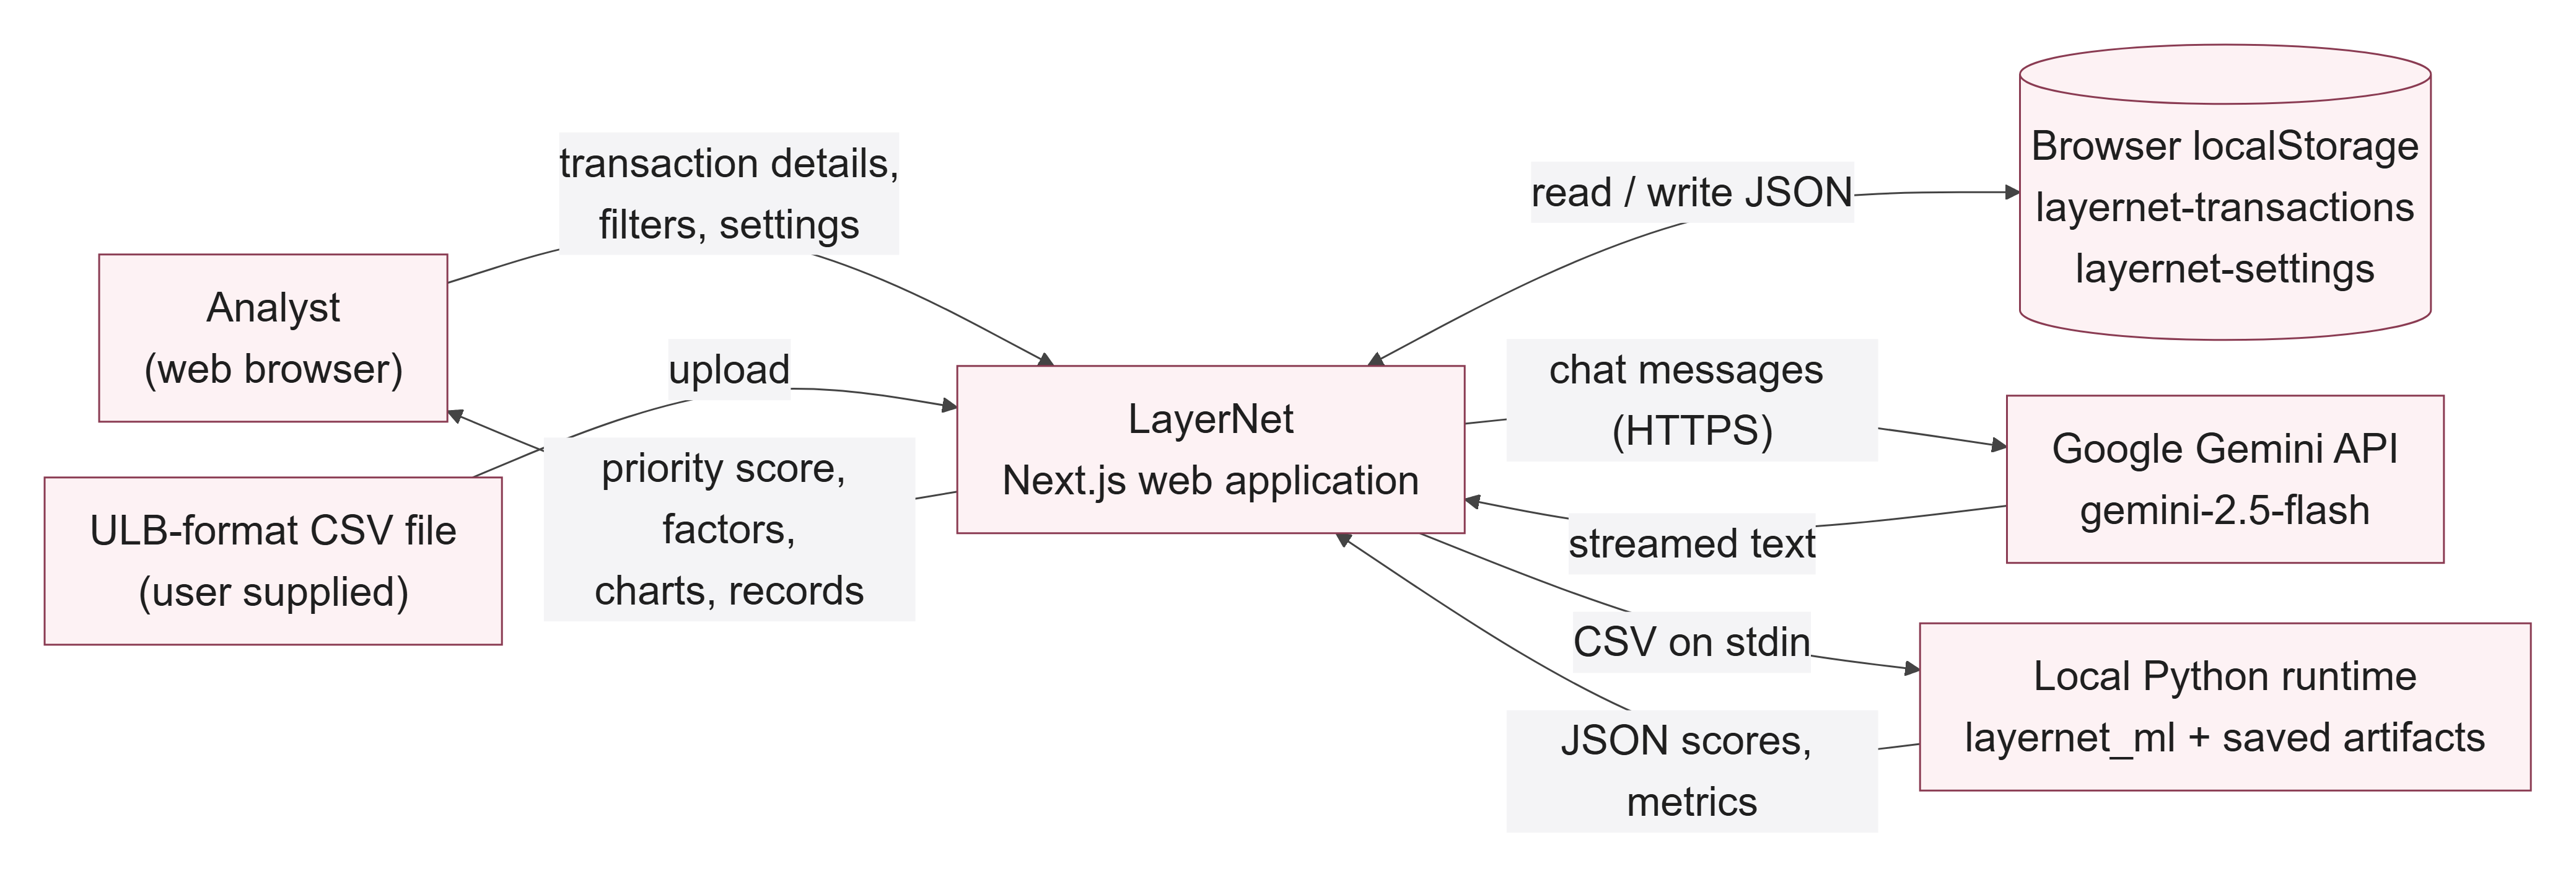 transaction details,
filters, settings
Analyst
(web browser)
upload
ULB-format CSV file
(user supplied)
priority score,
factors,
charts, records
LayerNet
Next.js web application
read / write JSON
Browser localStorage
layernet-transactions
layernet-settings
chat messages
(HTTPS)
Google Gemini API
gemini-2.5-flash
streamed text
CSV on stdin
Local Python runtime
layernet_ml + saved artifacts
JSON scores,
metrics